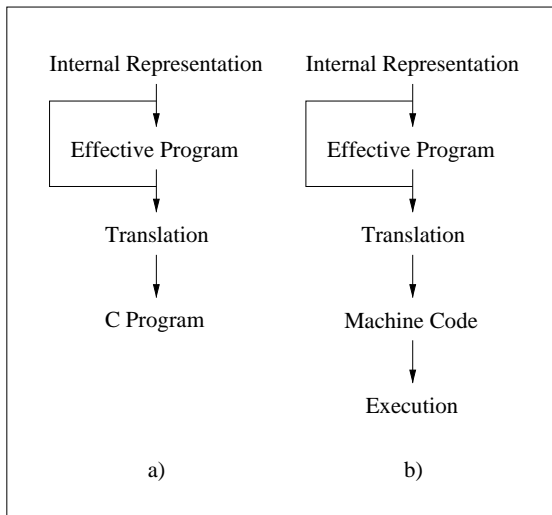 Internal Representation
Effective Program
Translation
C Program
a)
Internal Representation
Effective Program
Translation
Machine Code
Execution
b)